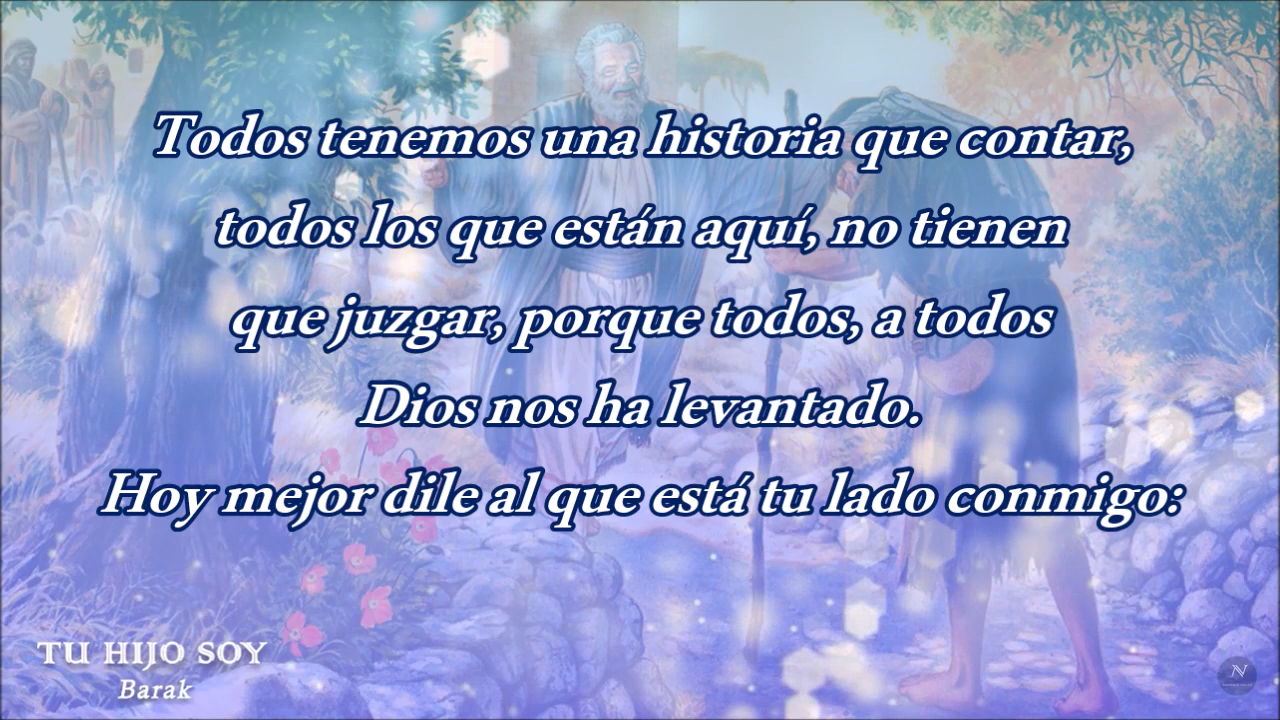 Todos tenemos una historia que contar,
todos los que están aquí, no tienen
que juzgar, porque todos, a todos
Dios nos ha levantado.
Hoy mejor dile al que está tu lado conmigo:
TU HIJO SOY
Barak
N